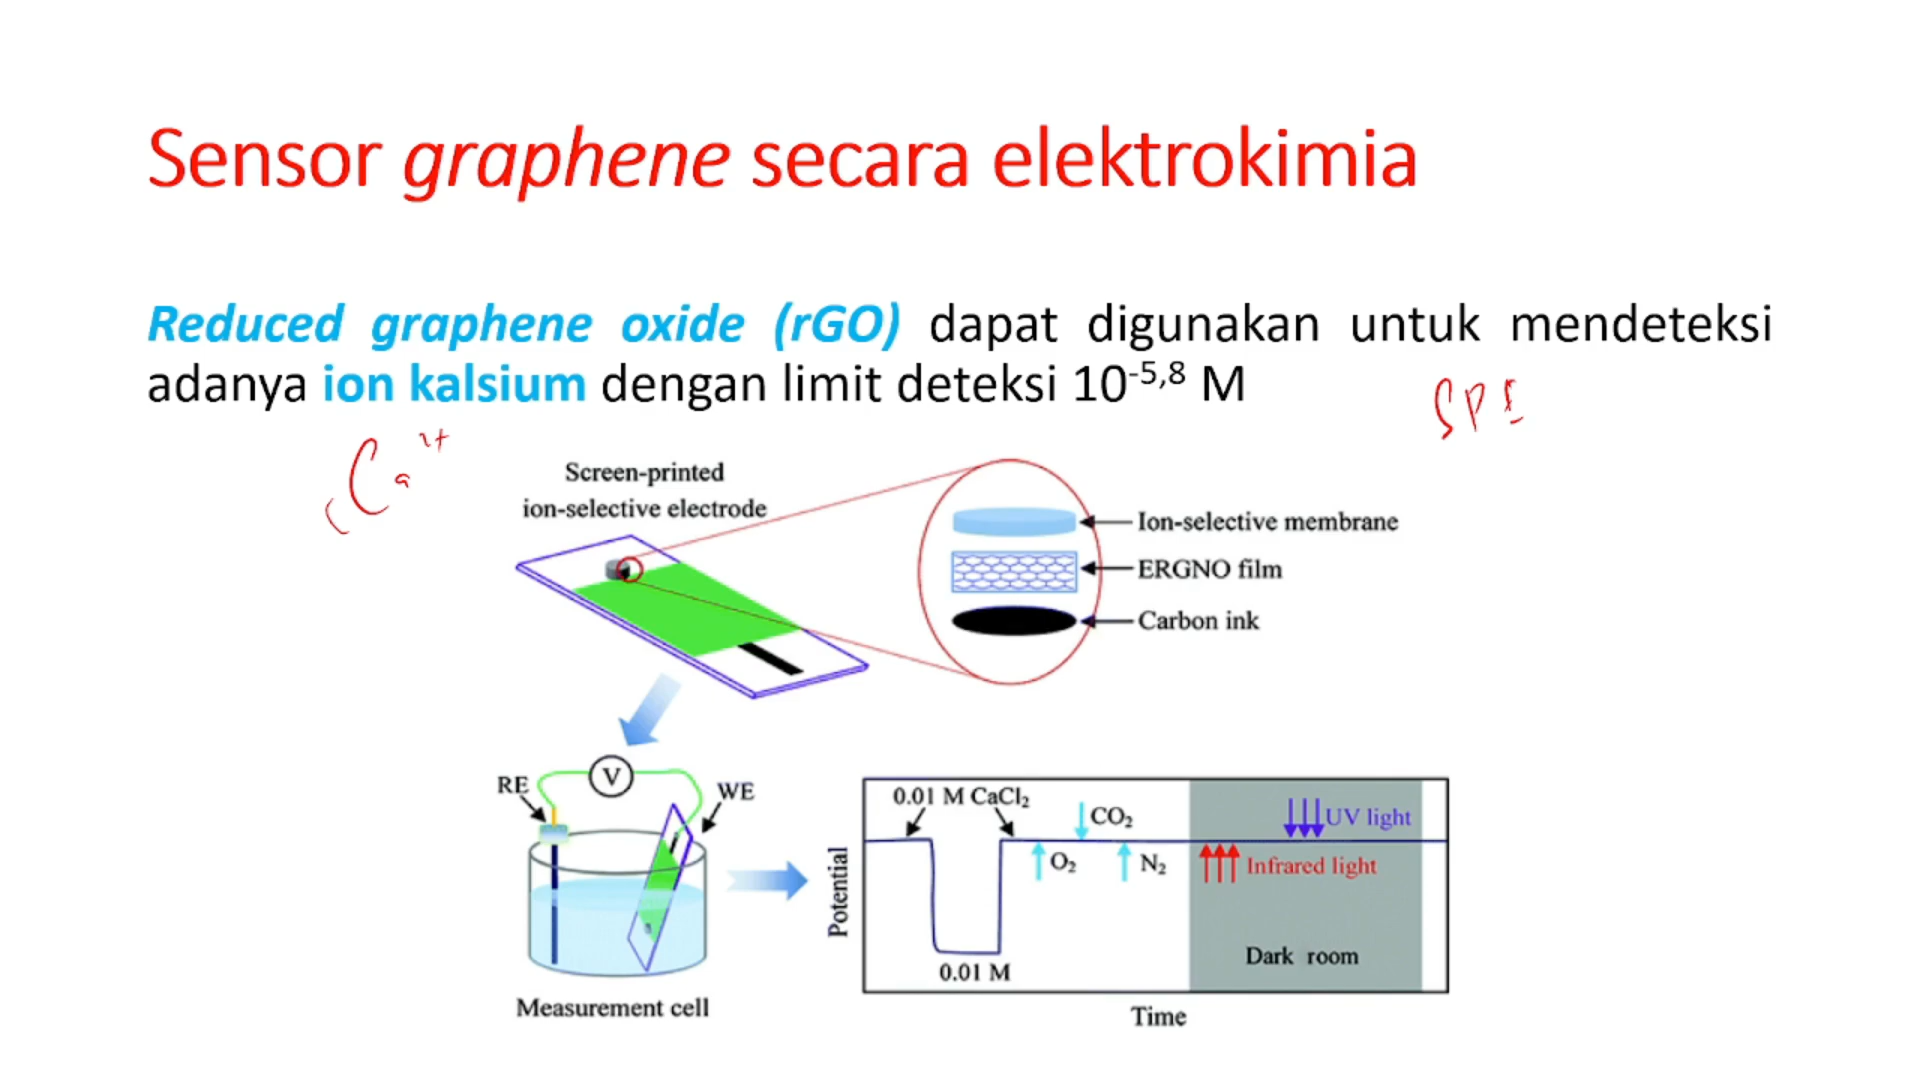 Sensor graphene secara elektrokimia
Reduced graphene oxide (rGO) dapat digunakan untuk mendeteksi
adanya ion kalsium dengan limit deteksi 10⁻⁵,⁸ M
SPE
Ca²⁺
Screen-printed
ion-selective electrode
Ion-selective membrane
ERGNO film
Carbon ink
RE
V
WE
Measurement cell
0.01 M CaCl₂
CO₂
O₂
N₂
UV light
Infrared light
Dark room
0.01 M
Potential
Time